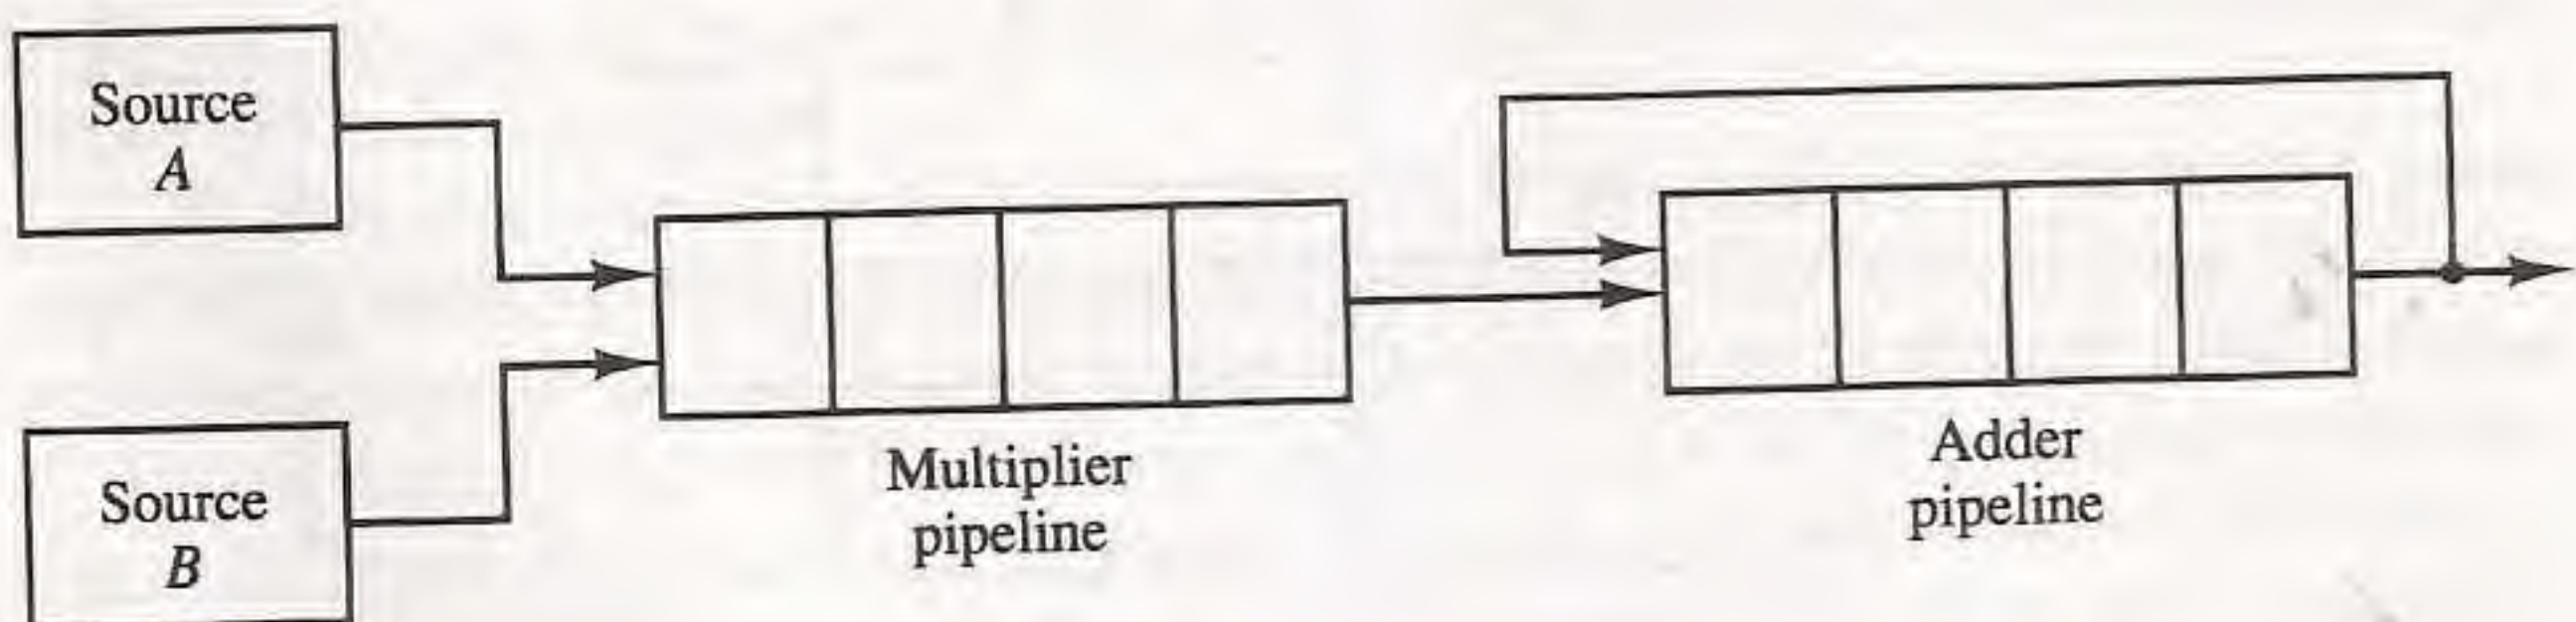 Source
A
Source
B
Multiplier
pipeline
Adder
pipeline